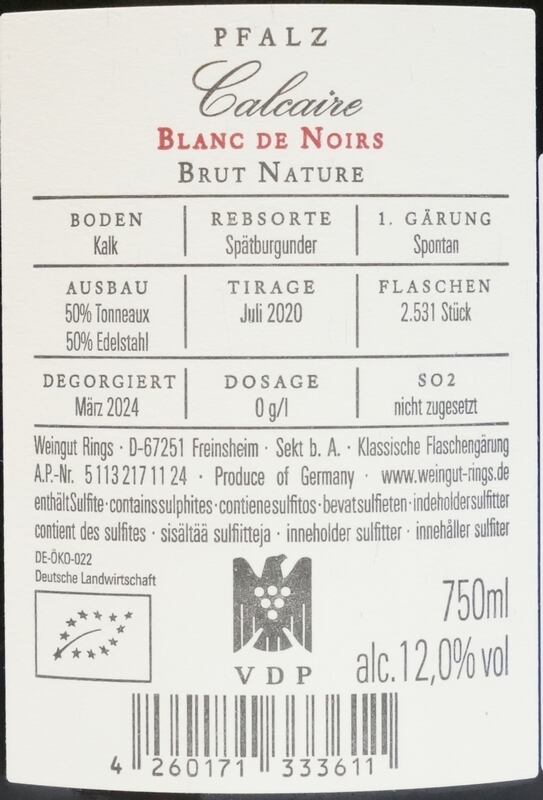 PFALZ
Calcaire
BLANC DE NOIRS
BRUT NATURE
BODEN
Kalk
REBSORTE
Spätburgunder
1. GÄRUNG
Spontan
AUSBAU
50% Tonneaux
50% Edelstahl
TIRAGE
Juli 2020
FLASCHEN
2.531 Stück
DEGORGIERT
März 2024
DOSAGE
0 g/l
SO2
nicht zugesetzt
Weingut Rings · D-67251 Freinsheim · Sekt b. A. · Klassische Flaschengärung
A.P.-Nr. 5 113 217 11 24 · Produce of Germany · www.weingut-rings.de
enthält Sulfite · contains sulphites · contiene sulfitos · bevat sulfieten · indeholder sulfitter
contient des sulfites · sisältää sulfiitteja · inneholder sulfitter · innehåller sulfiter
DE-ÖKO-022
Deutsche Landwirtschaft
VDP
750ml
alc.12,0% vol
4 260171 333611